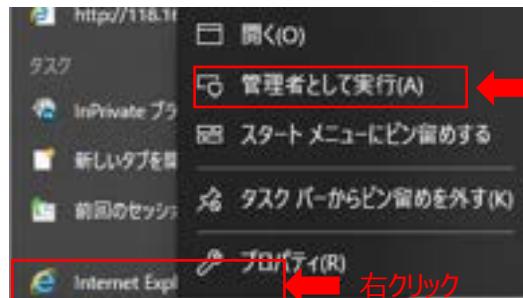 http://118.1
タスク
InPrivate ブラ
新しいタブを開
前回のセッショ
Internet Expl
開く(O)
管理者として実行(A)
スタート メニューにピン留めする
タスク バーからピン留めを外す(K)
プロパティ(R)
右クリック